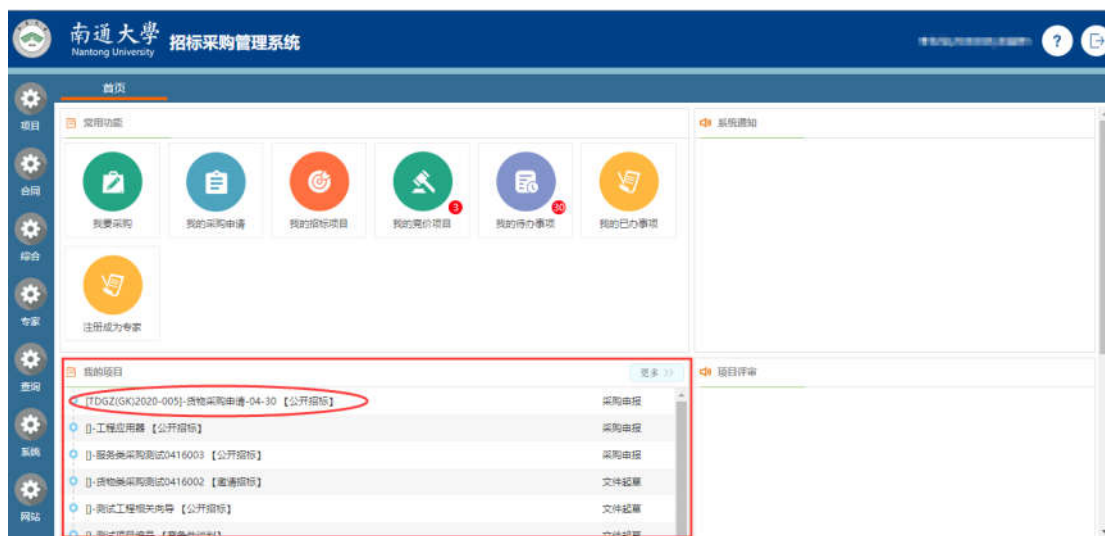 南通大學
Nantong University
招标采购管理系统
?
首页
项目
合同
综合
专家
查询
系统
网站
常用功能
我要采购
我的采购申请
我的招标项目
3
我的竞价项目
30
我的待办事项
我的已办事项
注册成为专家
系统通知
我的项目
更多 >>
[TDGZ(GK)2020-005]-货物采购申请-04-30 【公开招标】 采购申报
[]-工程应用器 【公开招标】 采购申报
[]-服务类采购测试0416003 【公开招标】 采购申报
[]-货物类采购测试0416002 【邀请招标】 文件起草
[]-测试工程相关向导 【公开招标】 文件起草
项目评审